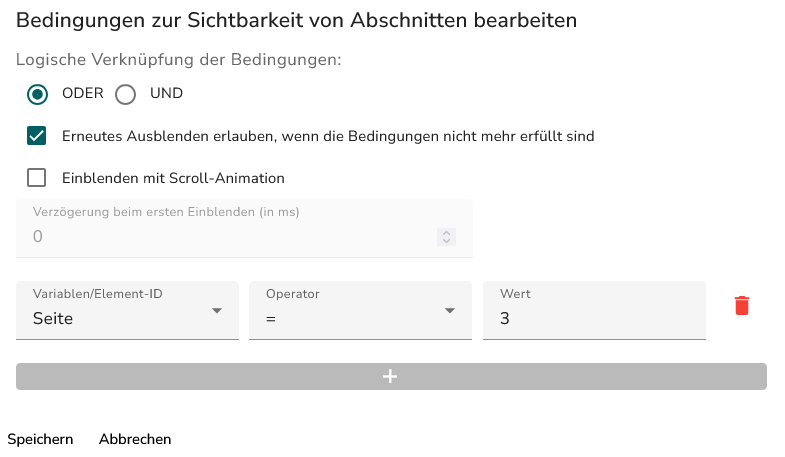 Bedingungen zur Sichtbarkeit von Abschnitten bearbeiten
Logische Verknüpfung der Bedingungen:
ODER UND
Erneutes Ausblenden erlauben, wenn die Bedingungen nicht mehr erfüllt sind
Einblenden mit Scroll-Animation
Verzögerung beim ersten Einblenden (in ms)
0
Variablen/Element-ID Operator Wert
Seite = 3
+
Speichern Abbrechen